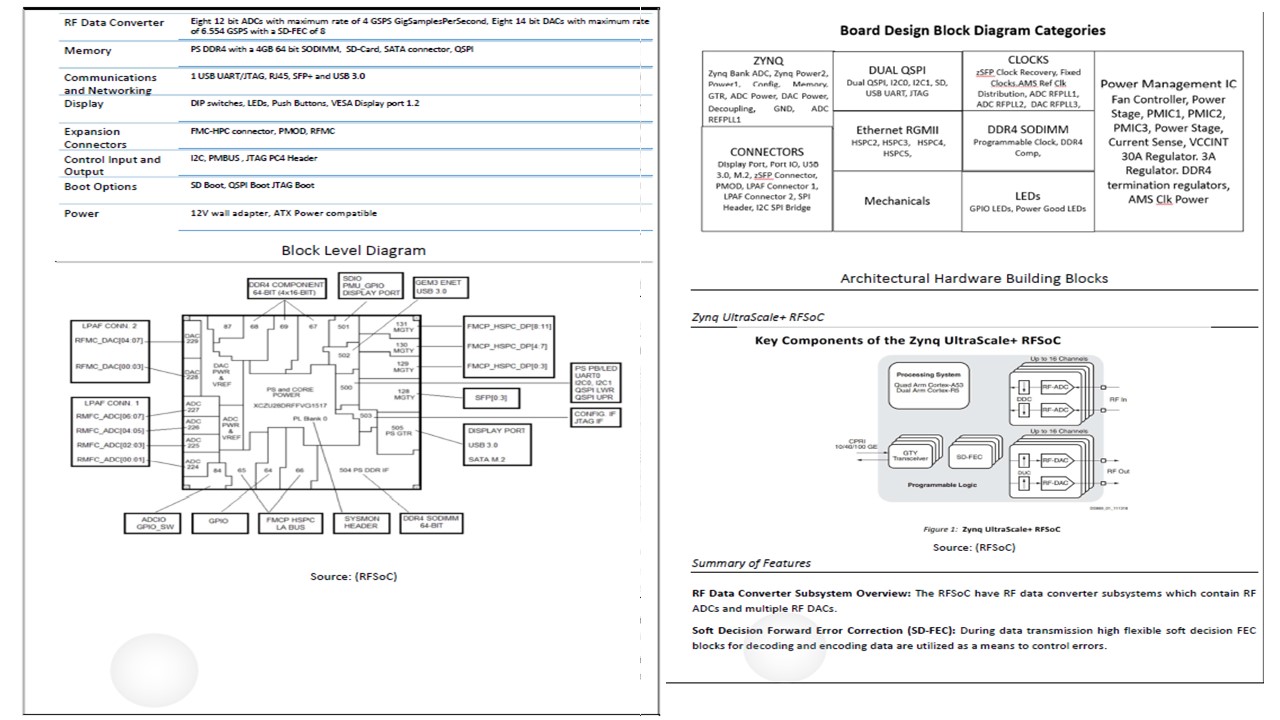 RF Data Converter
Eight 12 bit ADCs with maximum rate of 4 GSPS GigSamplesPerSecond, Eight 14 bit DACs with maximum rate
of 6.554 GSPS with a SD-FEC of 8
Memory
PS DDR4 with a 4GB 64 bit SODIMM, SD-Card, SATA connector, QSPI
Communications
and Networking
1 USB UART/JTAG, RJ45, SFP+ and USB 3.0
Display
DIP switches, LEDs, Push Buttons, VESA Display port 1.2
Expansion
Connectors
FMC-HPC connector, PMOD, RFMC
Control Input and
Output
I2C, PMBUS , JTAG PC4 Header
Boot Options
SD Boot, QSPI Boot JTAG Boot
Power
12V wall adapter, ATX Power compatible
Block Level Diagram
DDR4 COMPONENT
64-BIT (4x16-BIT)
SDIO
PMU_GPIO
DISPLAY PORT
GEM3 ENET
USB 3.0
LPAF CONN. 2
RFMC_DAC[04:07]
RFMC_DAC[00:03]
LPAF CONN. 1
RMFC_ADC[06:07]
RMFC_ADC[04:05]
RMFC_ADC[02:03]
RMFC_ADC[00:01]
DAC
229
DAC
228
ADC
227
ADC
226
ADC
225
ADC
224
87
68
69
67
501
502
500
503
131
MGTY
130
MGTY
129
MGTY
128
MGTY
505
PS GTR
DAC
PWR
&
VREF
ADC
PWR
&
VREF
PS and CORE
POWER
XCZU28DRFFVG1517
PL Bank 0
84
65
64
66
504 PS DDR IF
FMCP_HSPC_DP[8:11]
FMCP_HSPC_DP[4:7]
FMCP_HSPC_DP[0:3]
SFP[0:3]
PS PB/LED
UART0
I2C0, I2C1
QSPI LWR
QSPI UPR
CONFIG. IF
JTAG IF
DISPLAY PORT
USB 3.0
SATA M.2
ADCIO
GPIO_SW
GPIO
FMCP HSPC
LA BUS
SYSMON
HEADER
DDR4 SODIMM
64-BIT
Source: (RFSoC)
Board Design Block Diagram Categories
ZYNQ
Zynq Bank ADC, Zynq Power2,
Power1, Config, Memory,
GTR, ADC Power, DAC Power,
Decoupling, GND, ADC
REFPLL1
CONNECTORS
Display Port, Port IO, USB
3.0, M.2, zSFP Connector,
PMOD, LPAF Connector 1,
LPAF Connector 2, SPI
Header, I2C SPI Bridge
DUAL QSPI
Dual QSPI, I2C0, I2C1, SD,
USB UART, JTAG
Ethernet RGMII
HSPC2, HSPC3, HSPC4,
HSPC5,
Mechanicals
CLOCKS
zSFP Clock Recovery, Fixed
Clocks.AMS Ref Clk
Distribution, ADC RFPLL1,
ADC RFPLL2, DAC RFPLL3,
DDR4 SODIMM
Programmable Clock, DDR4
Comp,
LEDs
GPIO LEDs, Power Good LEDs
Power Management IC
Fan Controller, Power
Stage, PMIC1, PMIC2,
PMIC3, Power Stage,
Current Sense, VCCINT
30A Regulator. 3A
Regulator. DDR4
termination regulators,
AMS Clk Power
Architectural Hardware Building Blocks
Zynq UltraScale+ RFSoC
Key Components of the Zynq UltraScale+ RFSoC
Processing System
Quad Arm Cortex-A53
Dual Arm Cortex-R5
Up to 16 Channels
DDC
RF-ADC
RF-ADC
RF In
CPRI
10/40/100 GE
GTY
Transceiver
SD-FEC
Up to 16 Channels
DUC
RF-DAC
RF-DAC
RF Out
Programmable Logic
Figure 1: Zynq UltraScale+ RFSoC
Source: (RFSoC)
Summary of Features
RF Data Converter Subsystem Overview: The RFSoC have RF data converter subsystems which contain RF
ADCs and multiple RF DACs.
Soft Decision Forward Error Correction (SD-FEC): During data transmission high flexible soft decision FEC
blocks for decoding and encoding data are utilized as a means to control errors.